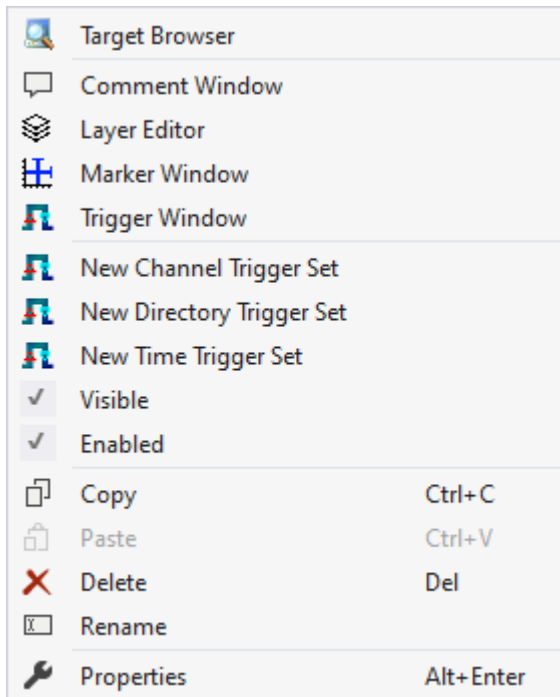 Target Browser
Comment Window
Layer Editor
Marker Window
Trigger Window
New Channel Trigger Set
New Directory Trigger Set
New Time Trigger Set
Visible
Enabled
Copy Ctrl+C
Paste Ctrl+V
Delete Del
Rename
Properties Alt+Enter